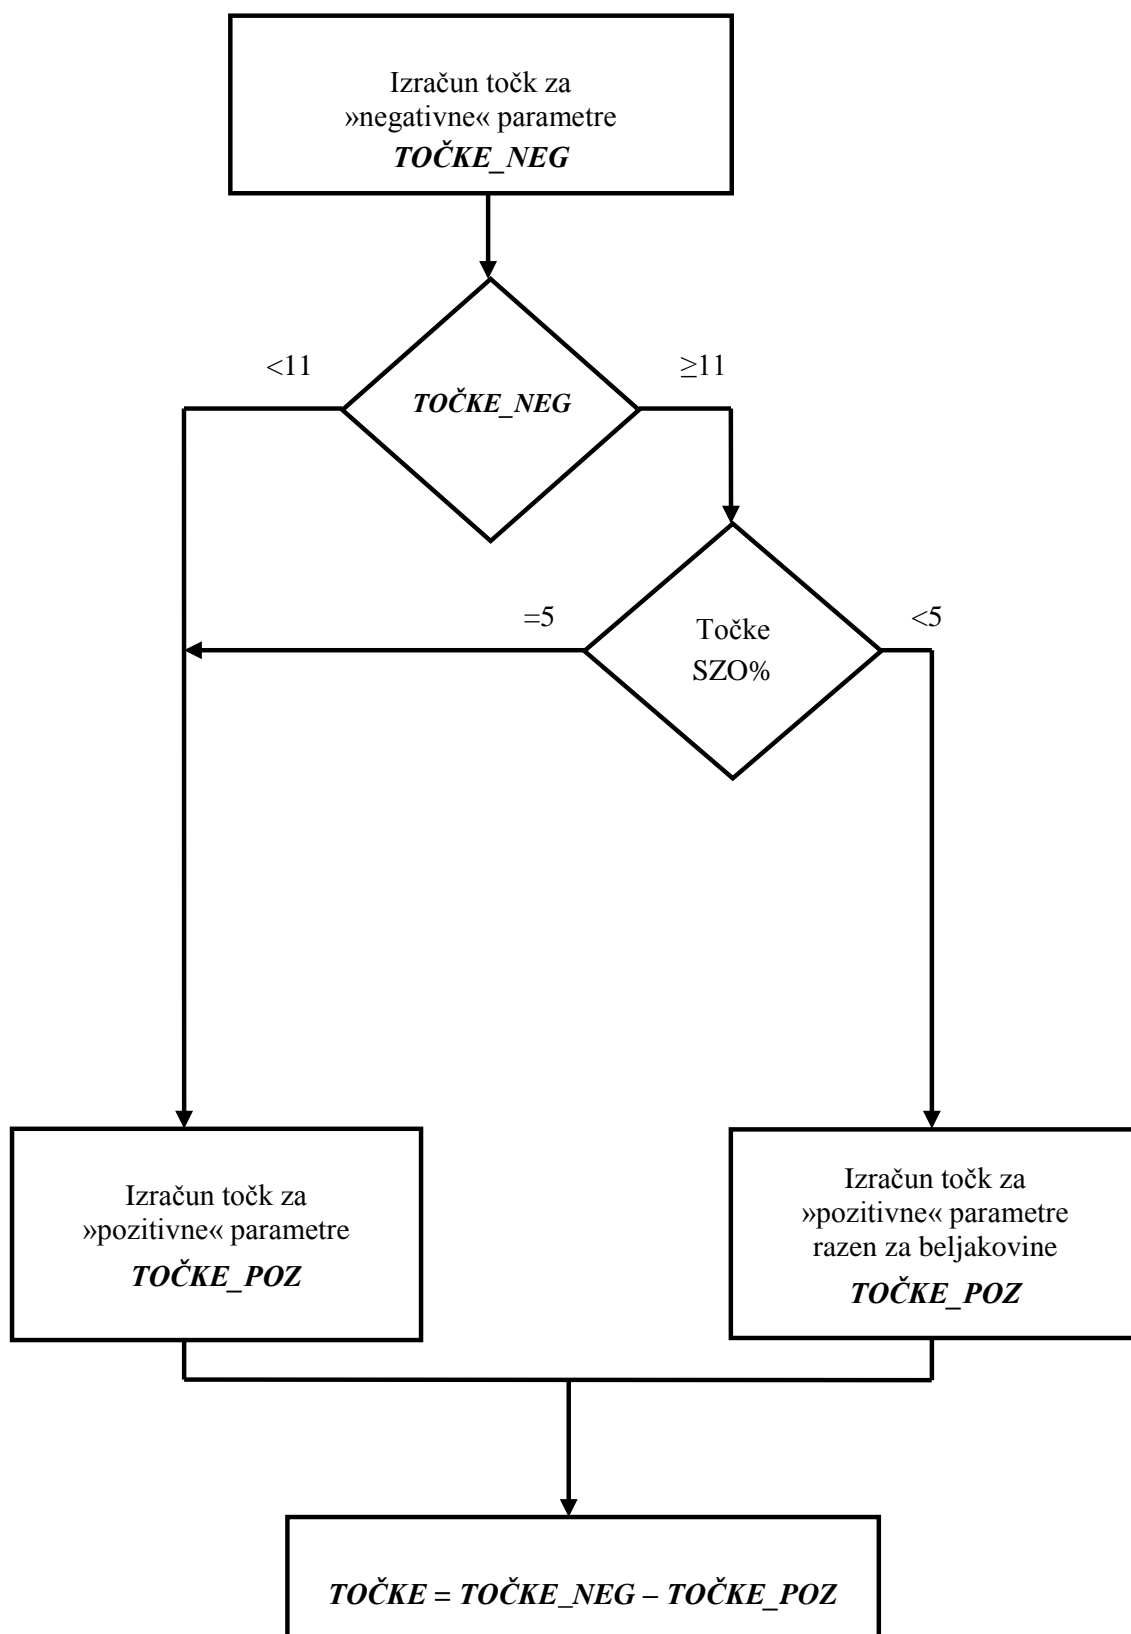 Izračun točk za
»negativne« parametre
TOČKE_NEG
<11
≥11
TOČKE_NEG
=5
<5
Točke
SZO%
Izračun točk za
»pozitivne« parametre
TOČKE_POZ
Izračun točk za
»pozitivne« parametre
razen za beljakovine
TOČKE_POZ
TOČKE = TOČKE_NEG – TOČKE_POZ